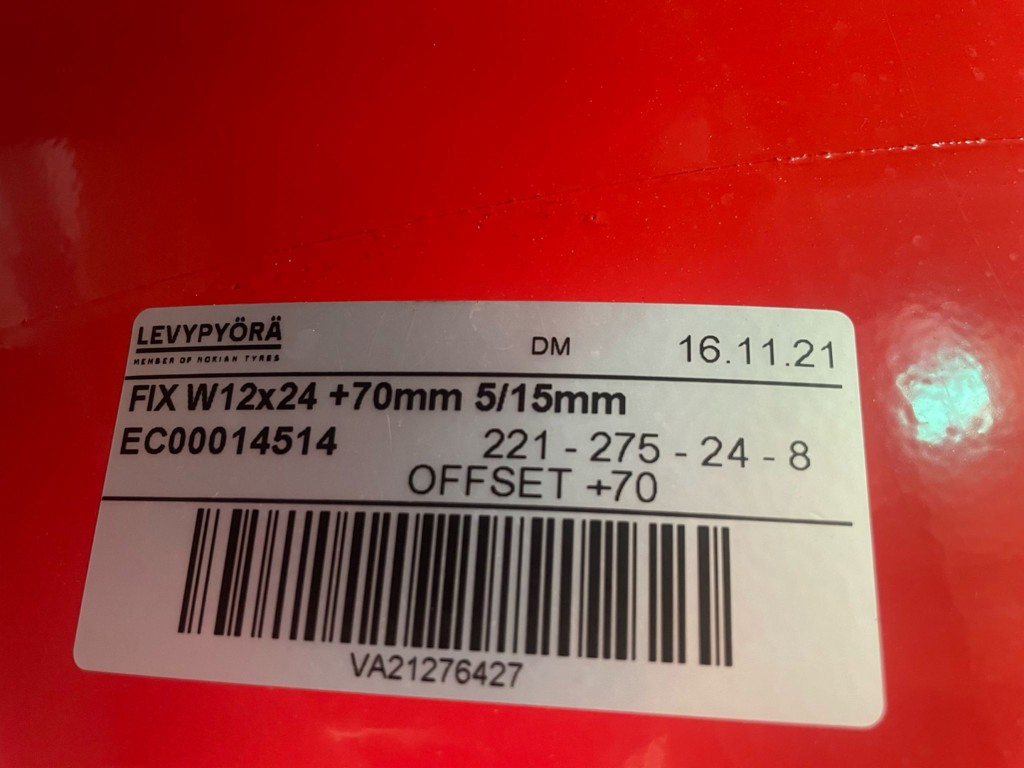 LEVYPYÖRÄ
MEMBER OF NOKIAN TYRES
DM 16.11.21
FIX W12x24 +70mm 5/15mm
EC00014514 221 - 275 - 24 - 8
OFFSET +70
VA21276427